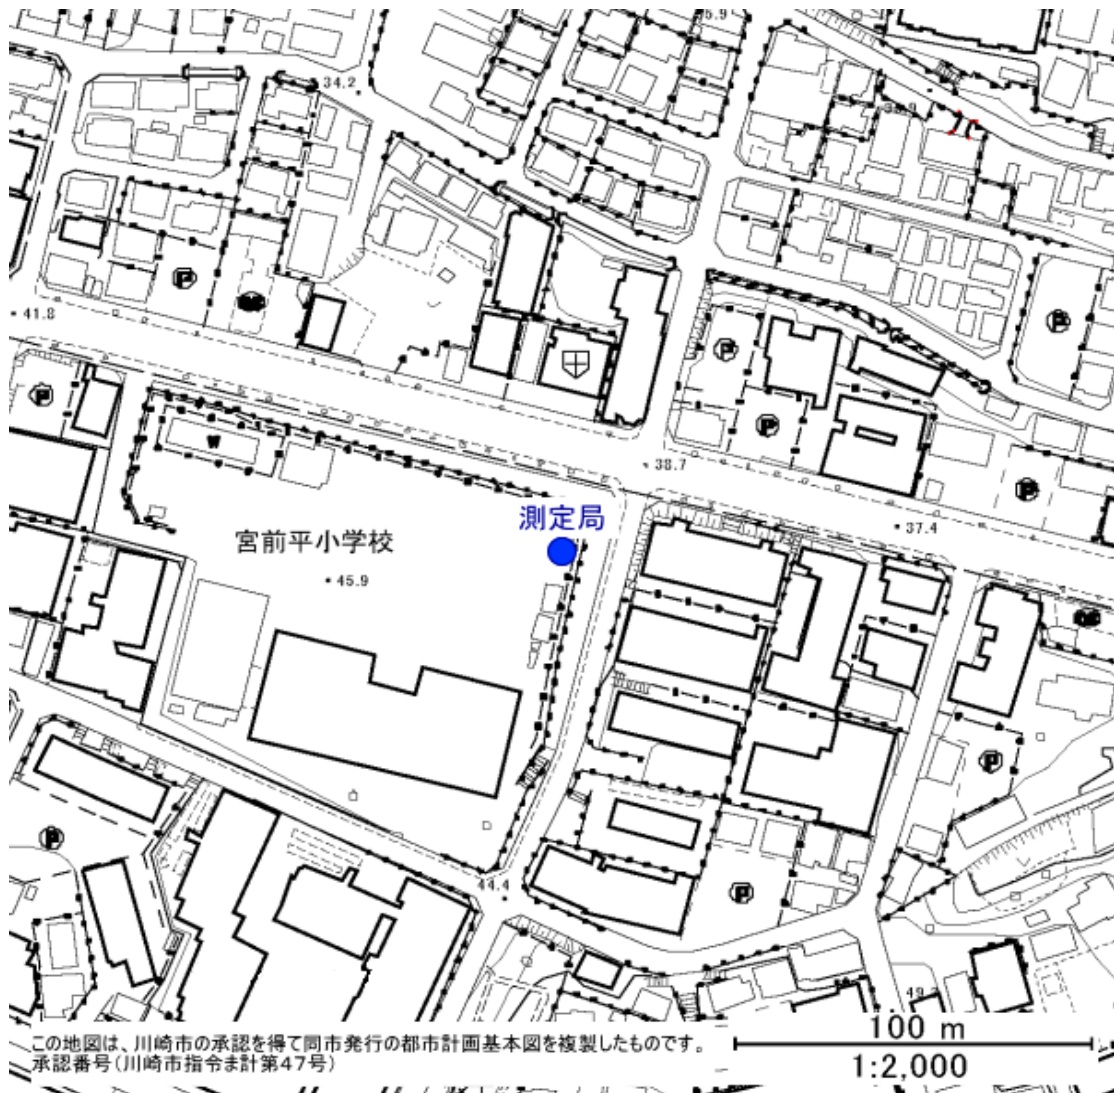 34.2
41.8
38.7
37.4
測定局
宮前平小学校
45.9
44.4
この地図は、川崎市の承認を得て同市発行の都市計画基本図を複製したものです。
承認番号(川崎市指令ま計第47号)
100 m
1:2,000
P
P
P
P
P
P
P
P
P
W